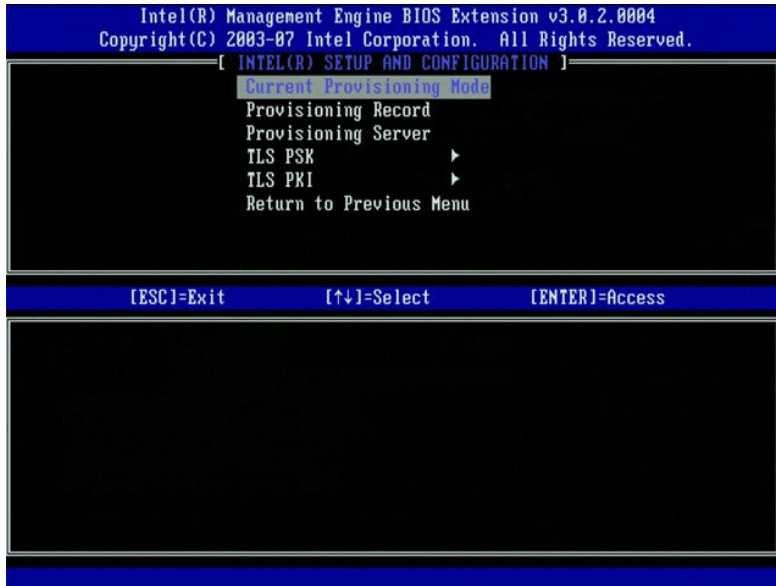 Intel(R) Management Engine BIOS Extension v3.0.2.0004
Copyright(C) 2003-07 Intel Corporation. All Rights Reserved.
[ INTEL(R) SETUP AND CONFIGURATION ]
Current Provisioning Mode
Provisioning Record
Provisioning Server
TLS PSK ►
TLS PKI ►
Return to Previous Menu
[ESC]=Exit [↑↓]=Select [ENTER]=Access